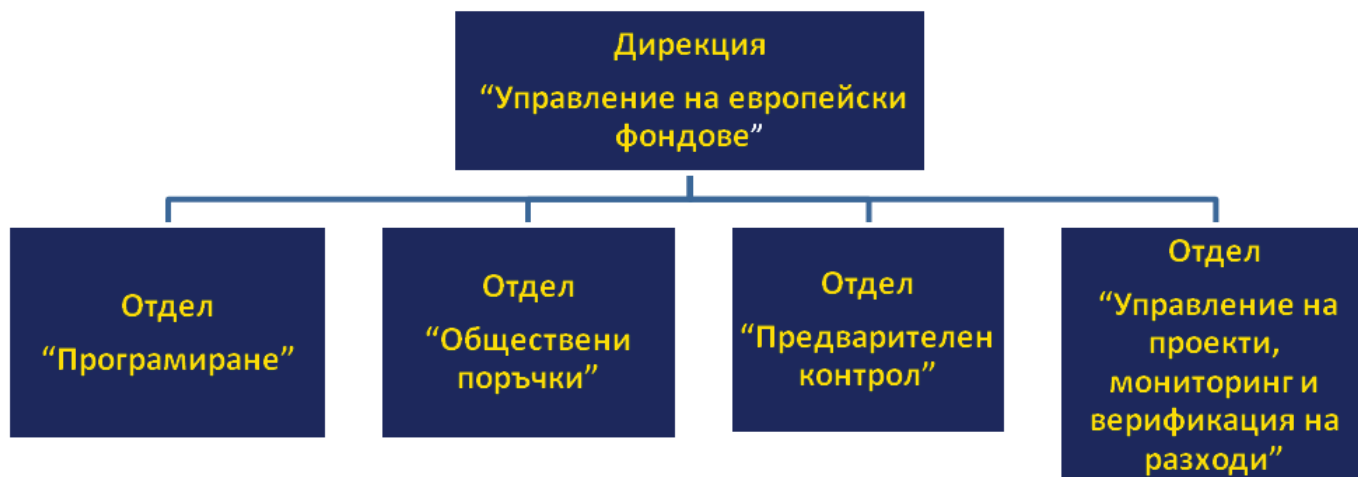 Дирекция
“Управление на европейски
фондове”
Отдел
“Програмиране”
Отдел
“Обществени
поръчки”
Отдел
“Предварителен
контрол”
Отдел
“Управление на
проекти,
мониторинг и
верификация на
разходи”